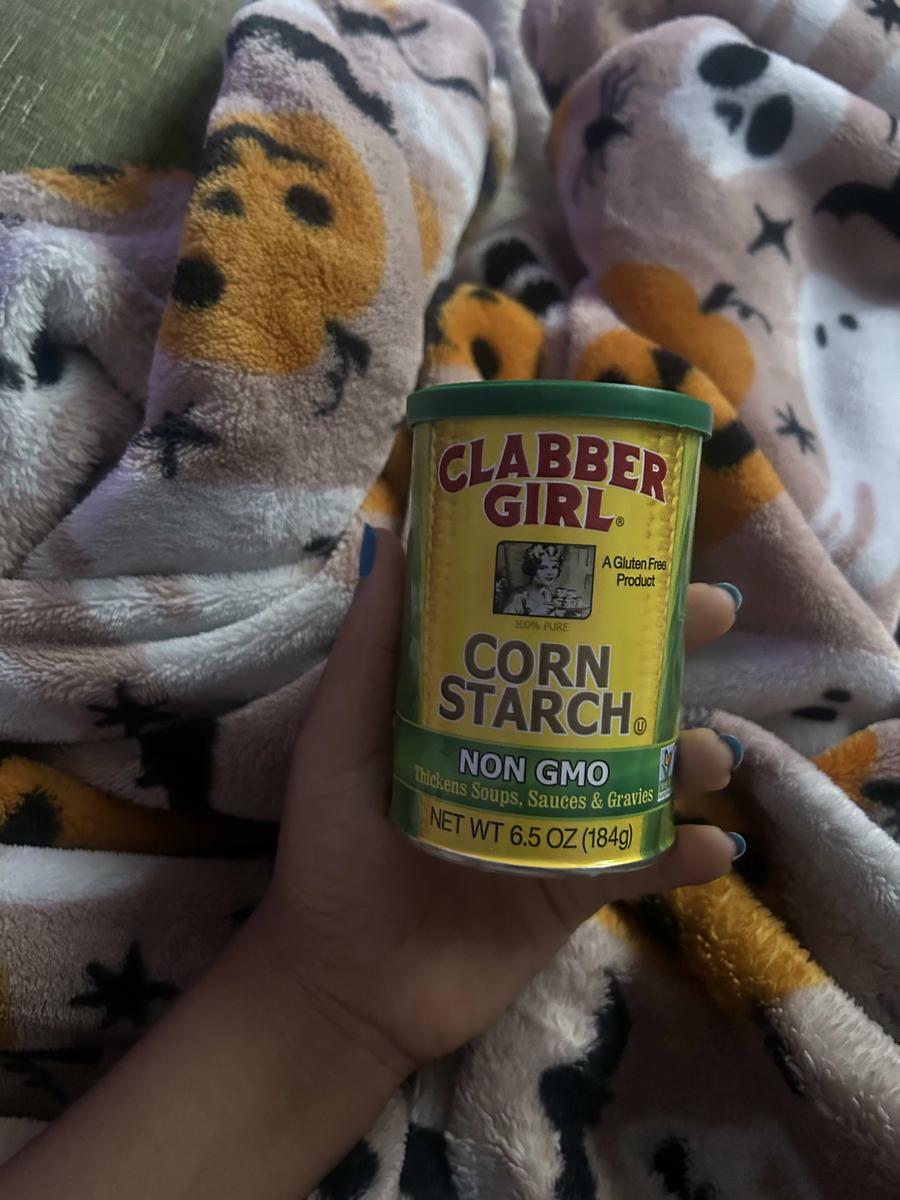 CLABBER
GIRL®
A Gluten Free
Product
100% PURE
CORN
STARCH Ⓤ
NON GMO
Thickens Soups, Sauces & Gravies
NET WT 6.5 OZ (184g)